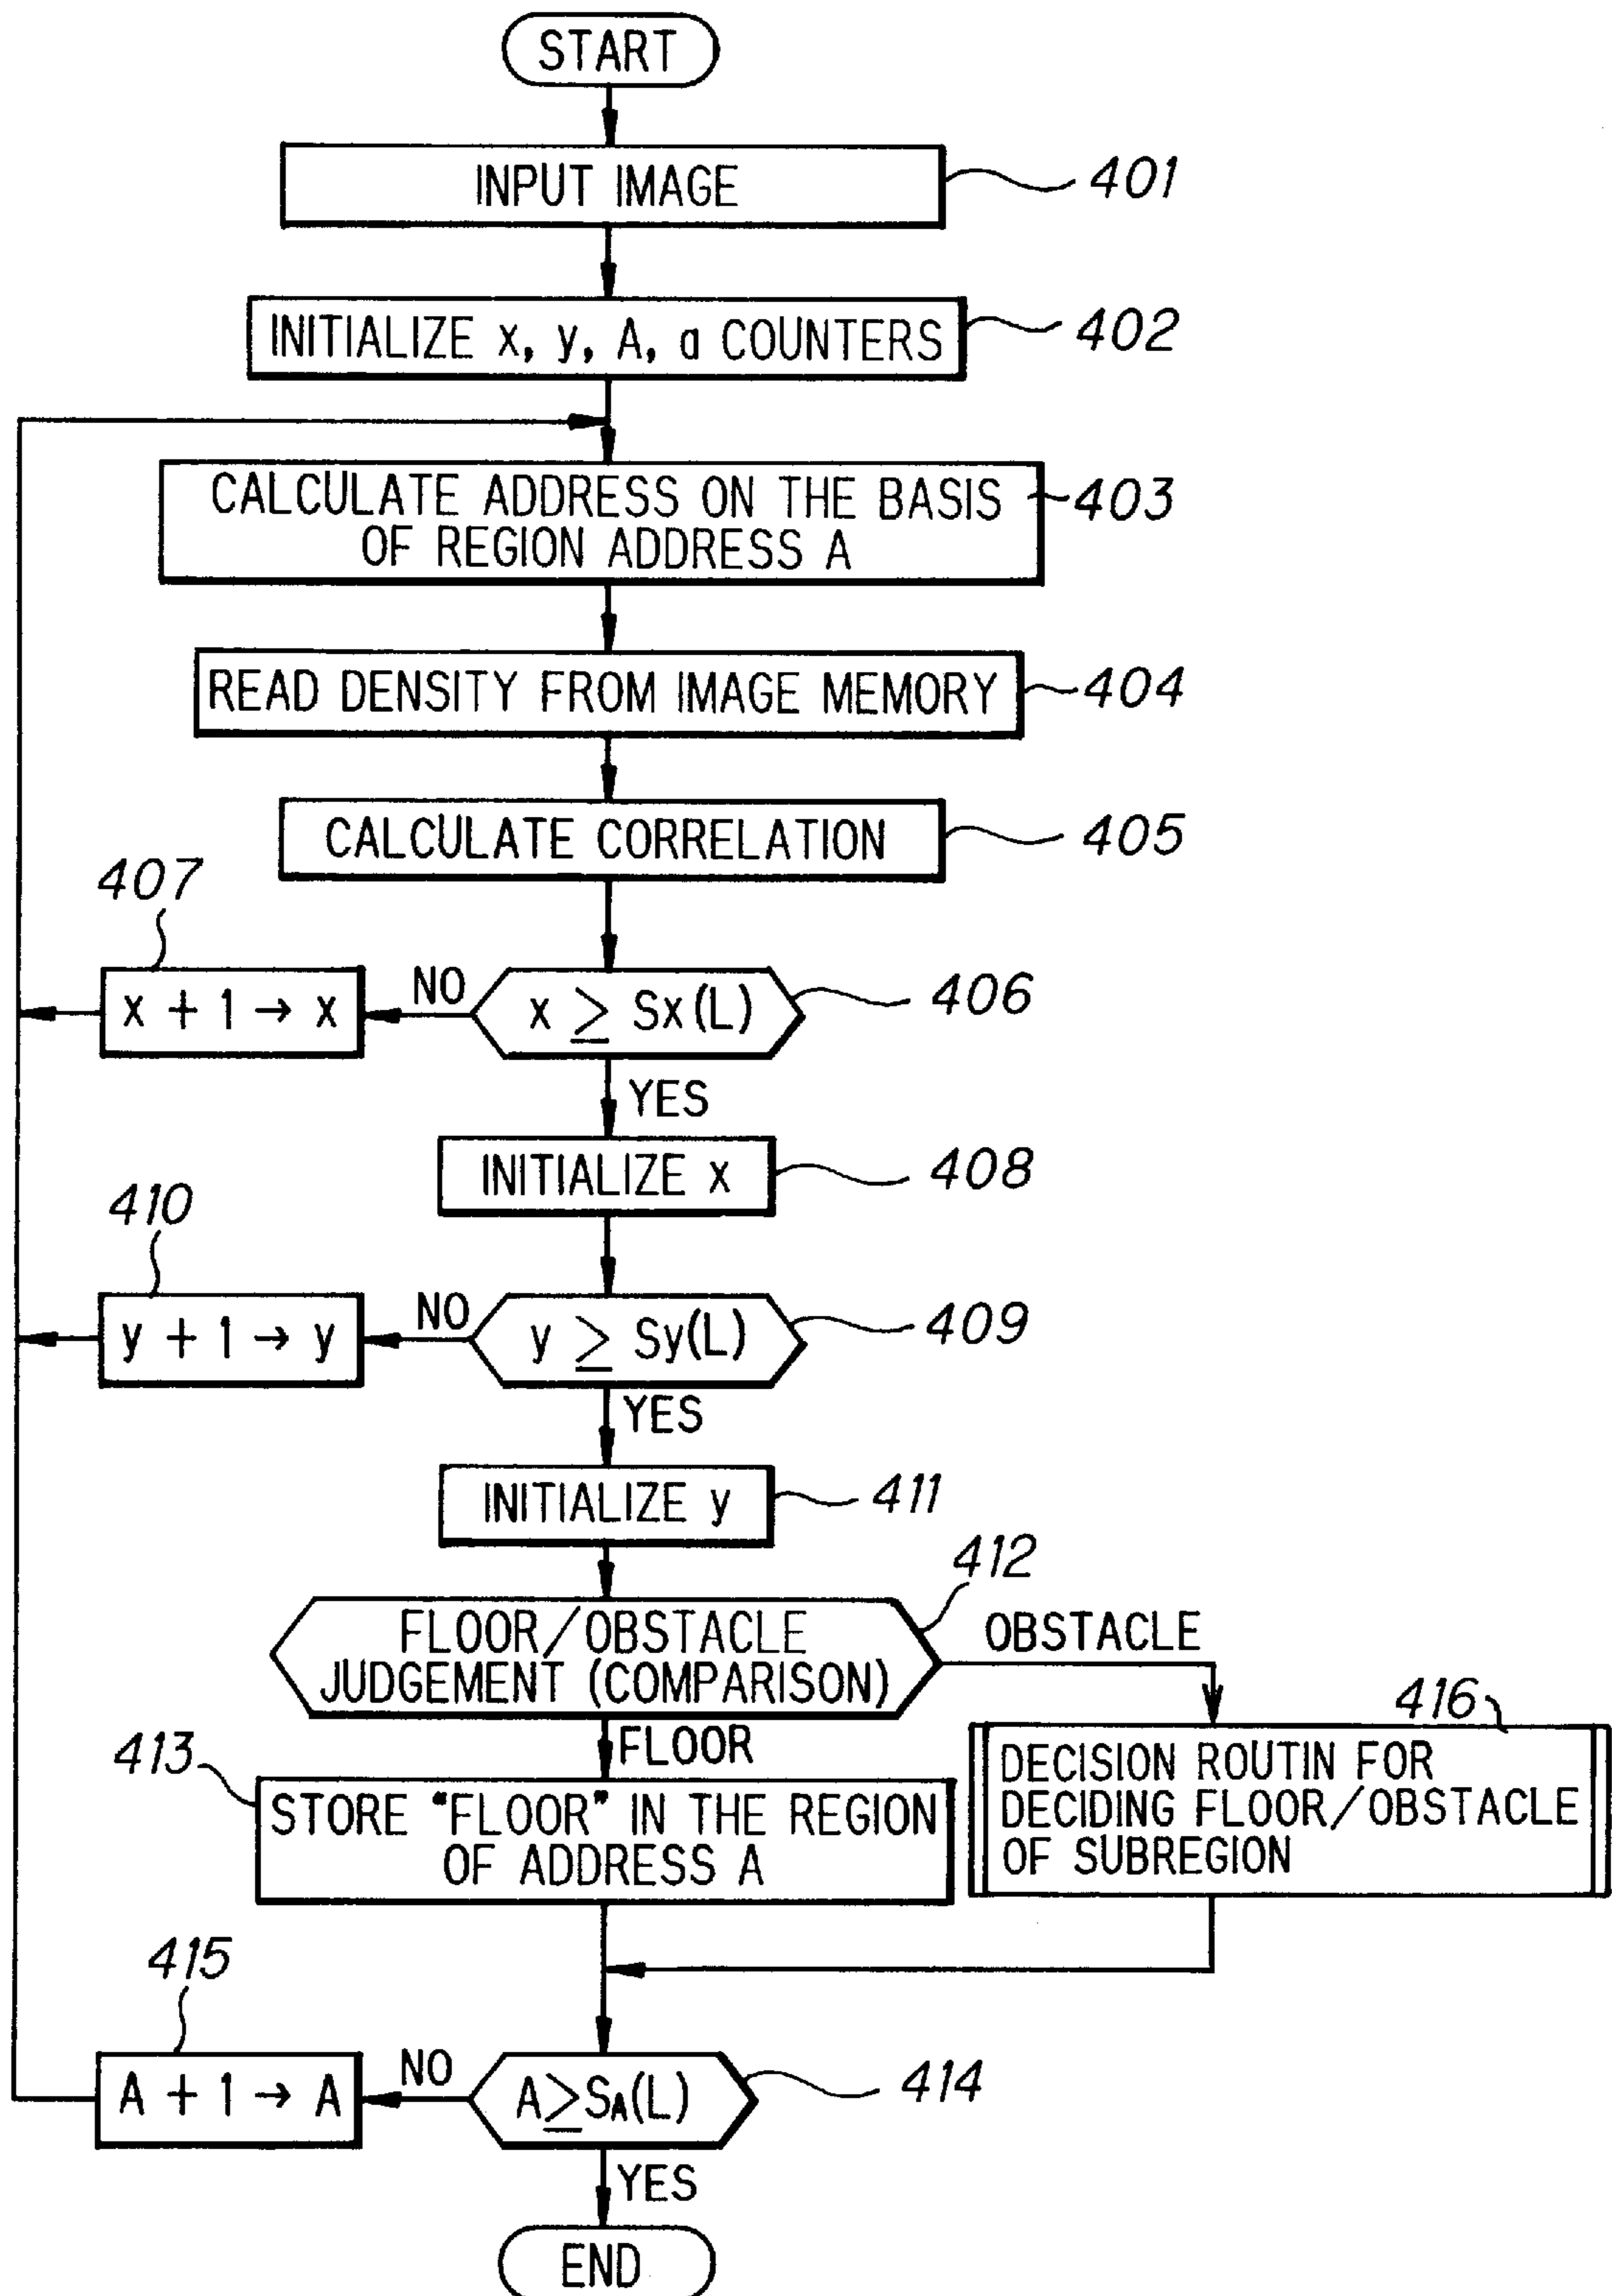 START
INPUT IMAGE
401
INITIALIZE x, y, A, a COUNTERS
402
CALCULATE ADDRESS ON THE BASIS
OF REGION ADDRESS A
403
READ DENSITY FROM IMAGE MEMORY
404
CALCULATE CORRELATION
405
407
x + 1 → x
NO
x ≥ Sx(L)
406
YES
INITIALIZE x
408
410
y + 1 → y
NO
y ≥ Sy(L)
409
YES
INITIALIZE y
411
412
FLOOR/OBSTACLE
JUDGEMENT (COMPARISON)
OBSTACLE
416
DECISION ROUTIN FOR
DECIDING FLOOR/OBSTACLE
OF SUBREGION
FLOOR
413
STORE "FLOOR" IN THE REGION
OF ADDRESS A
415
A + 1 → A
NO
A≥SA(L)
414
YES
END